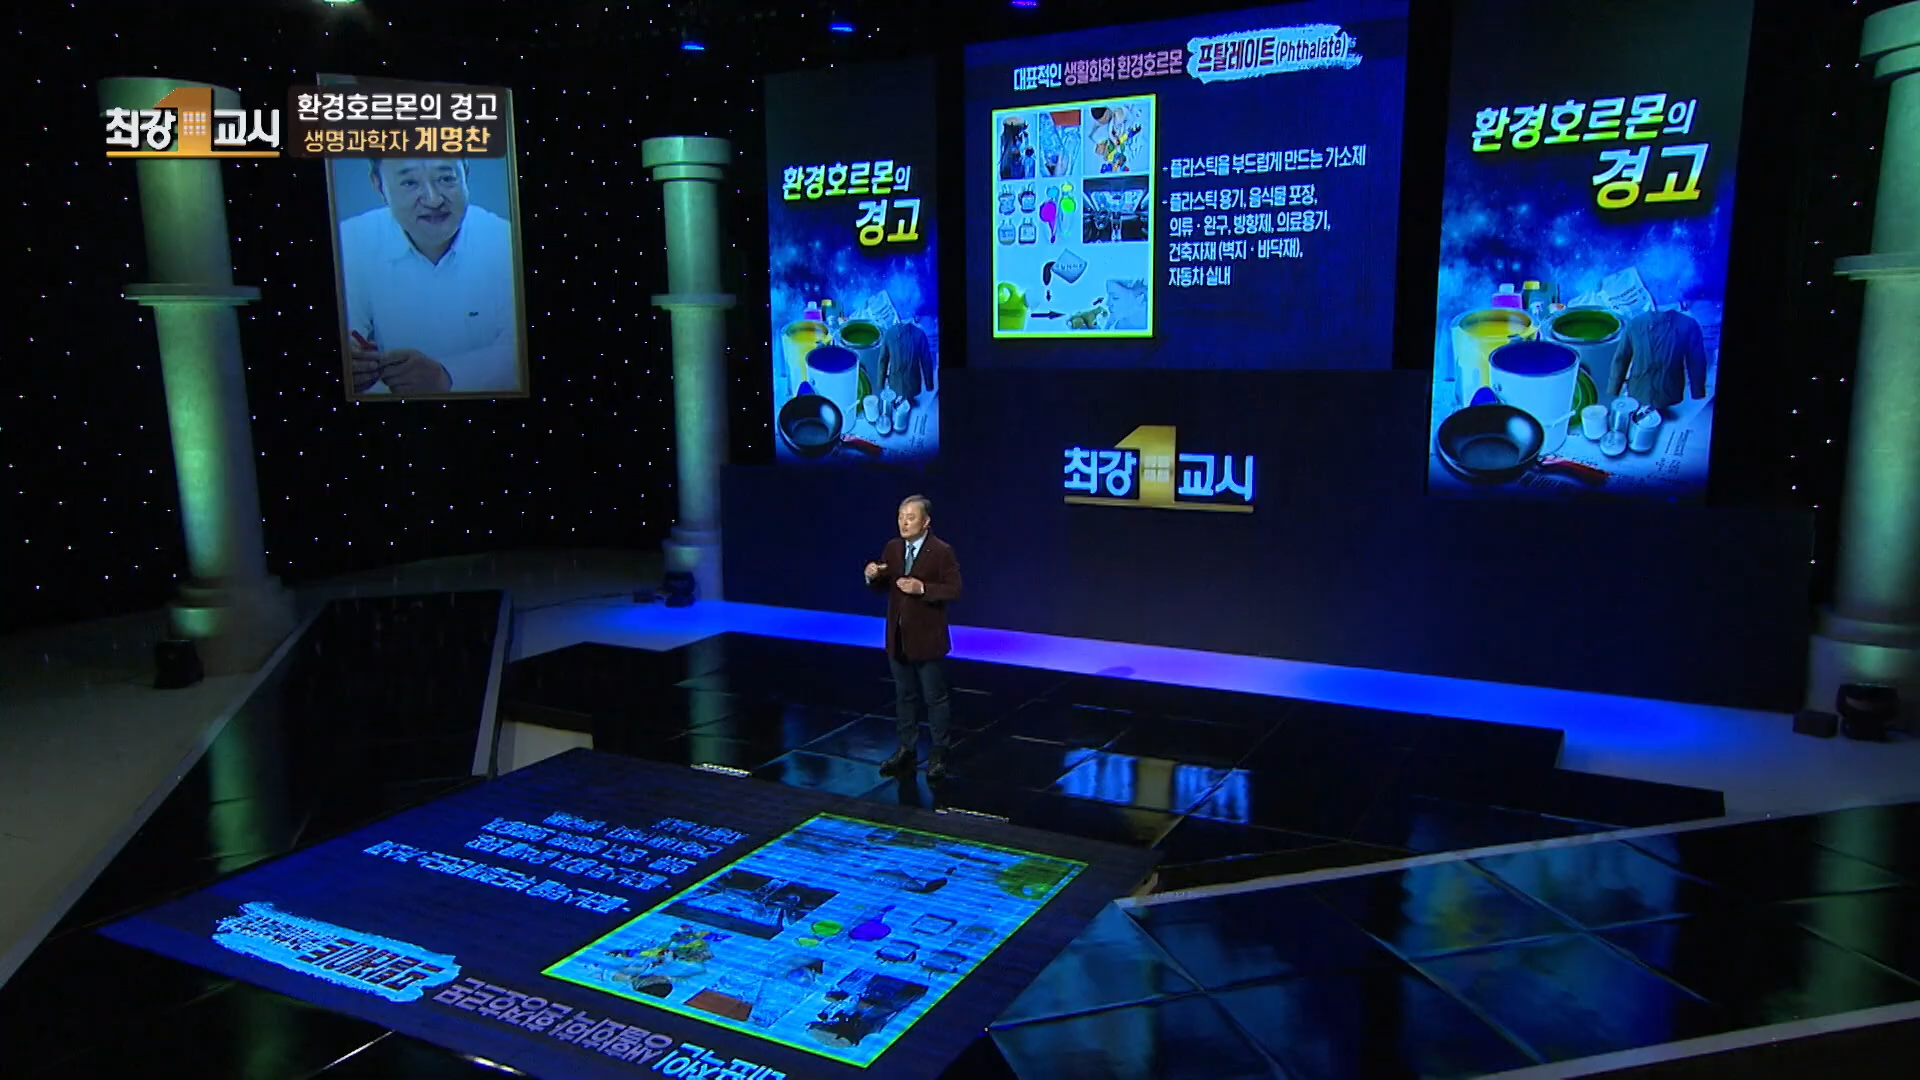 최강1교시
환경호르몬의 경고
생명과학자 계명찬
환경호르몬의
경고
대표적인 생활화학 환경호르몬 프탈레이트(Phthalate)
- 플라스틱을 부드럽게 만드는 가소제
- 플라스틱 용기, 음식물 포장,
의류·완구, 방향제, 의료용기,
건축자재 (벽지·바닥재),
자동차 실내
환경호르몬의
경고
최강1교시